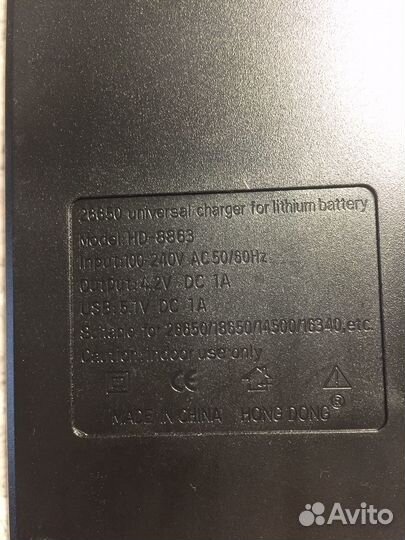 26650 universal charger for lithium battery
Model:HD-8863
Input:100-240V AC50/60Hz
Output:4.2V DC 1A
USB:5.1V DC 1A
for 26650/18650/14500/16340,etc.
Caution:Indoor use only
CE
MADE IN CHINA HONG DONG®
Avito